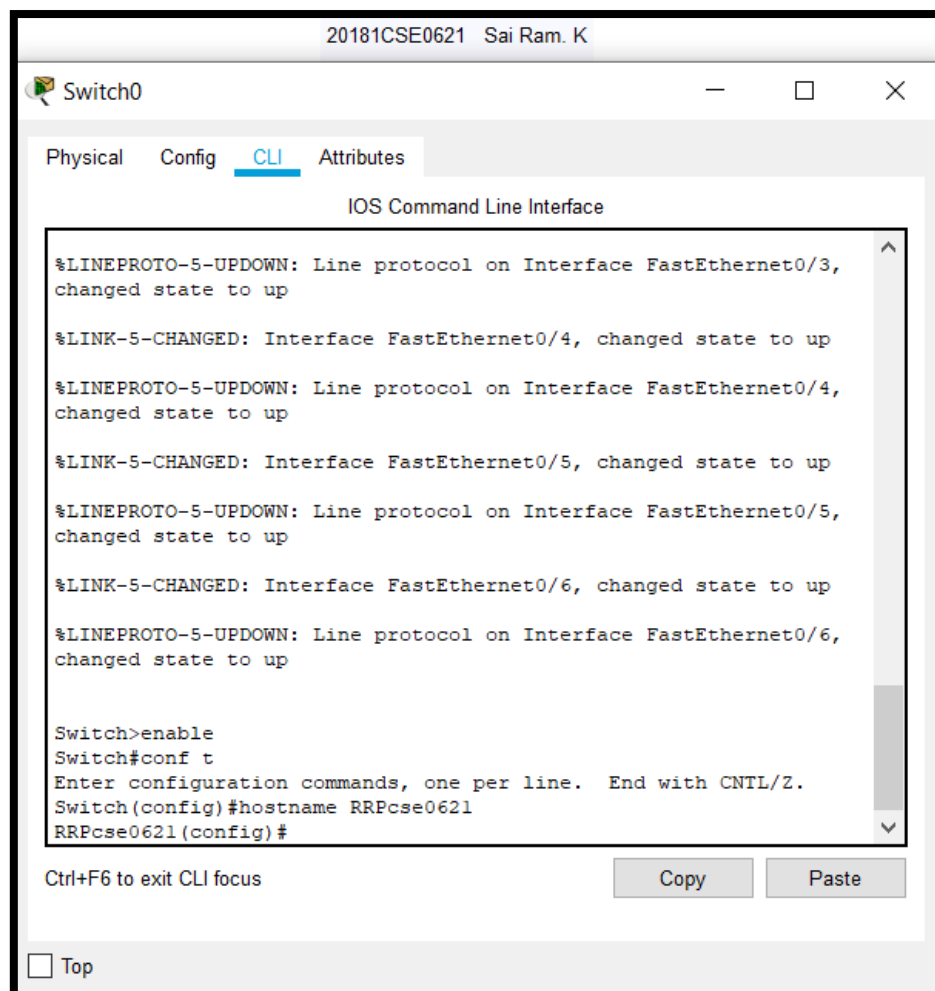 20181CSE0621 Sai Ram. K
Switch0
Physical Config CLI Attributes
IOS Command Line Interface
%LINEPROTO-5-UPDOWN: Line protocol on Interface FastEthernet0/3,
changed state to up
%LINK-5-CHANGED: Interface FastEthernet0/4, changed state to up
%LINEPROTO-5-UPDOWN: Line protocol on Interface FastEthernet0/4,
changed state to up
%LINK-5-CHANGED: Interface FastEthernet0/5, changed state to up
%LINEPROTO-5-UPDOWN: Line protocol on Interface FastEthernet0/5,
changed state to up
%LINK-5-CHANGED: Interface FastEthernet0/6, changed state to up
%LINEPROTO-5-UPDOWN: Line protocol on Interface FastEthernet0/6,
changed state to up
Switch>enable
Switch#conf t
Enter configuration commands, one per line.  End with CNTL/Z.
Switch(config)#hostname RRPcse0621
RRPcse0621(config)#
Ctrl+F6 to exit CLI focus
Copy Paste
Top